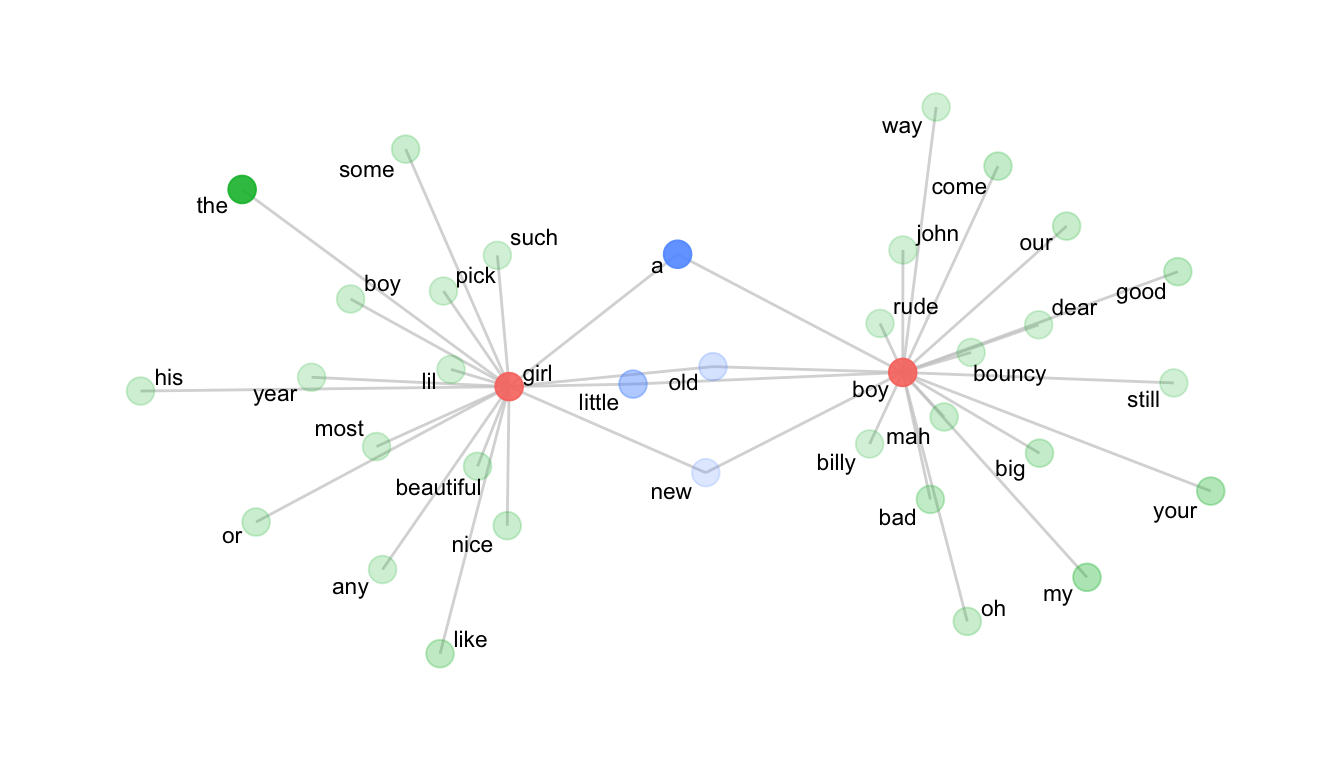 way
some
come
the
john
such
our
a
pick
boy
good
rude
dear
his
girl
bouncy
lil
old
year
boy
little
still
most
mah
billy
big
beautiful
your
bad
or
nice
any
my
oh
like
new